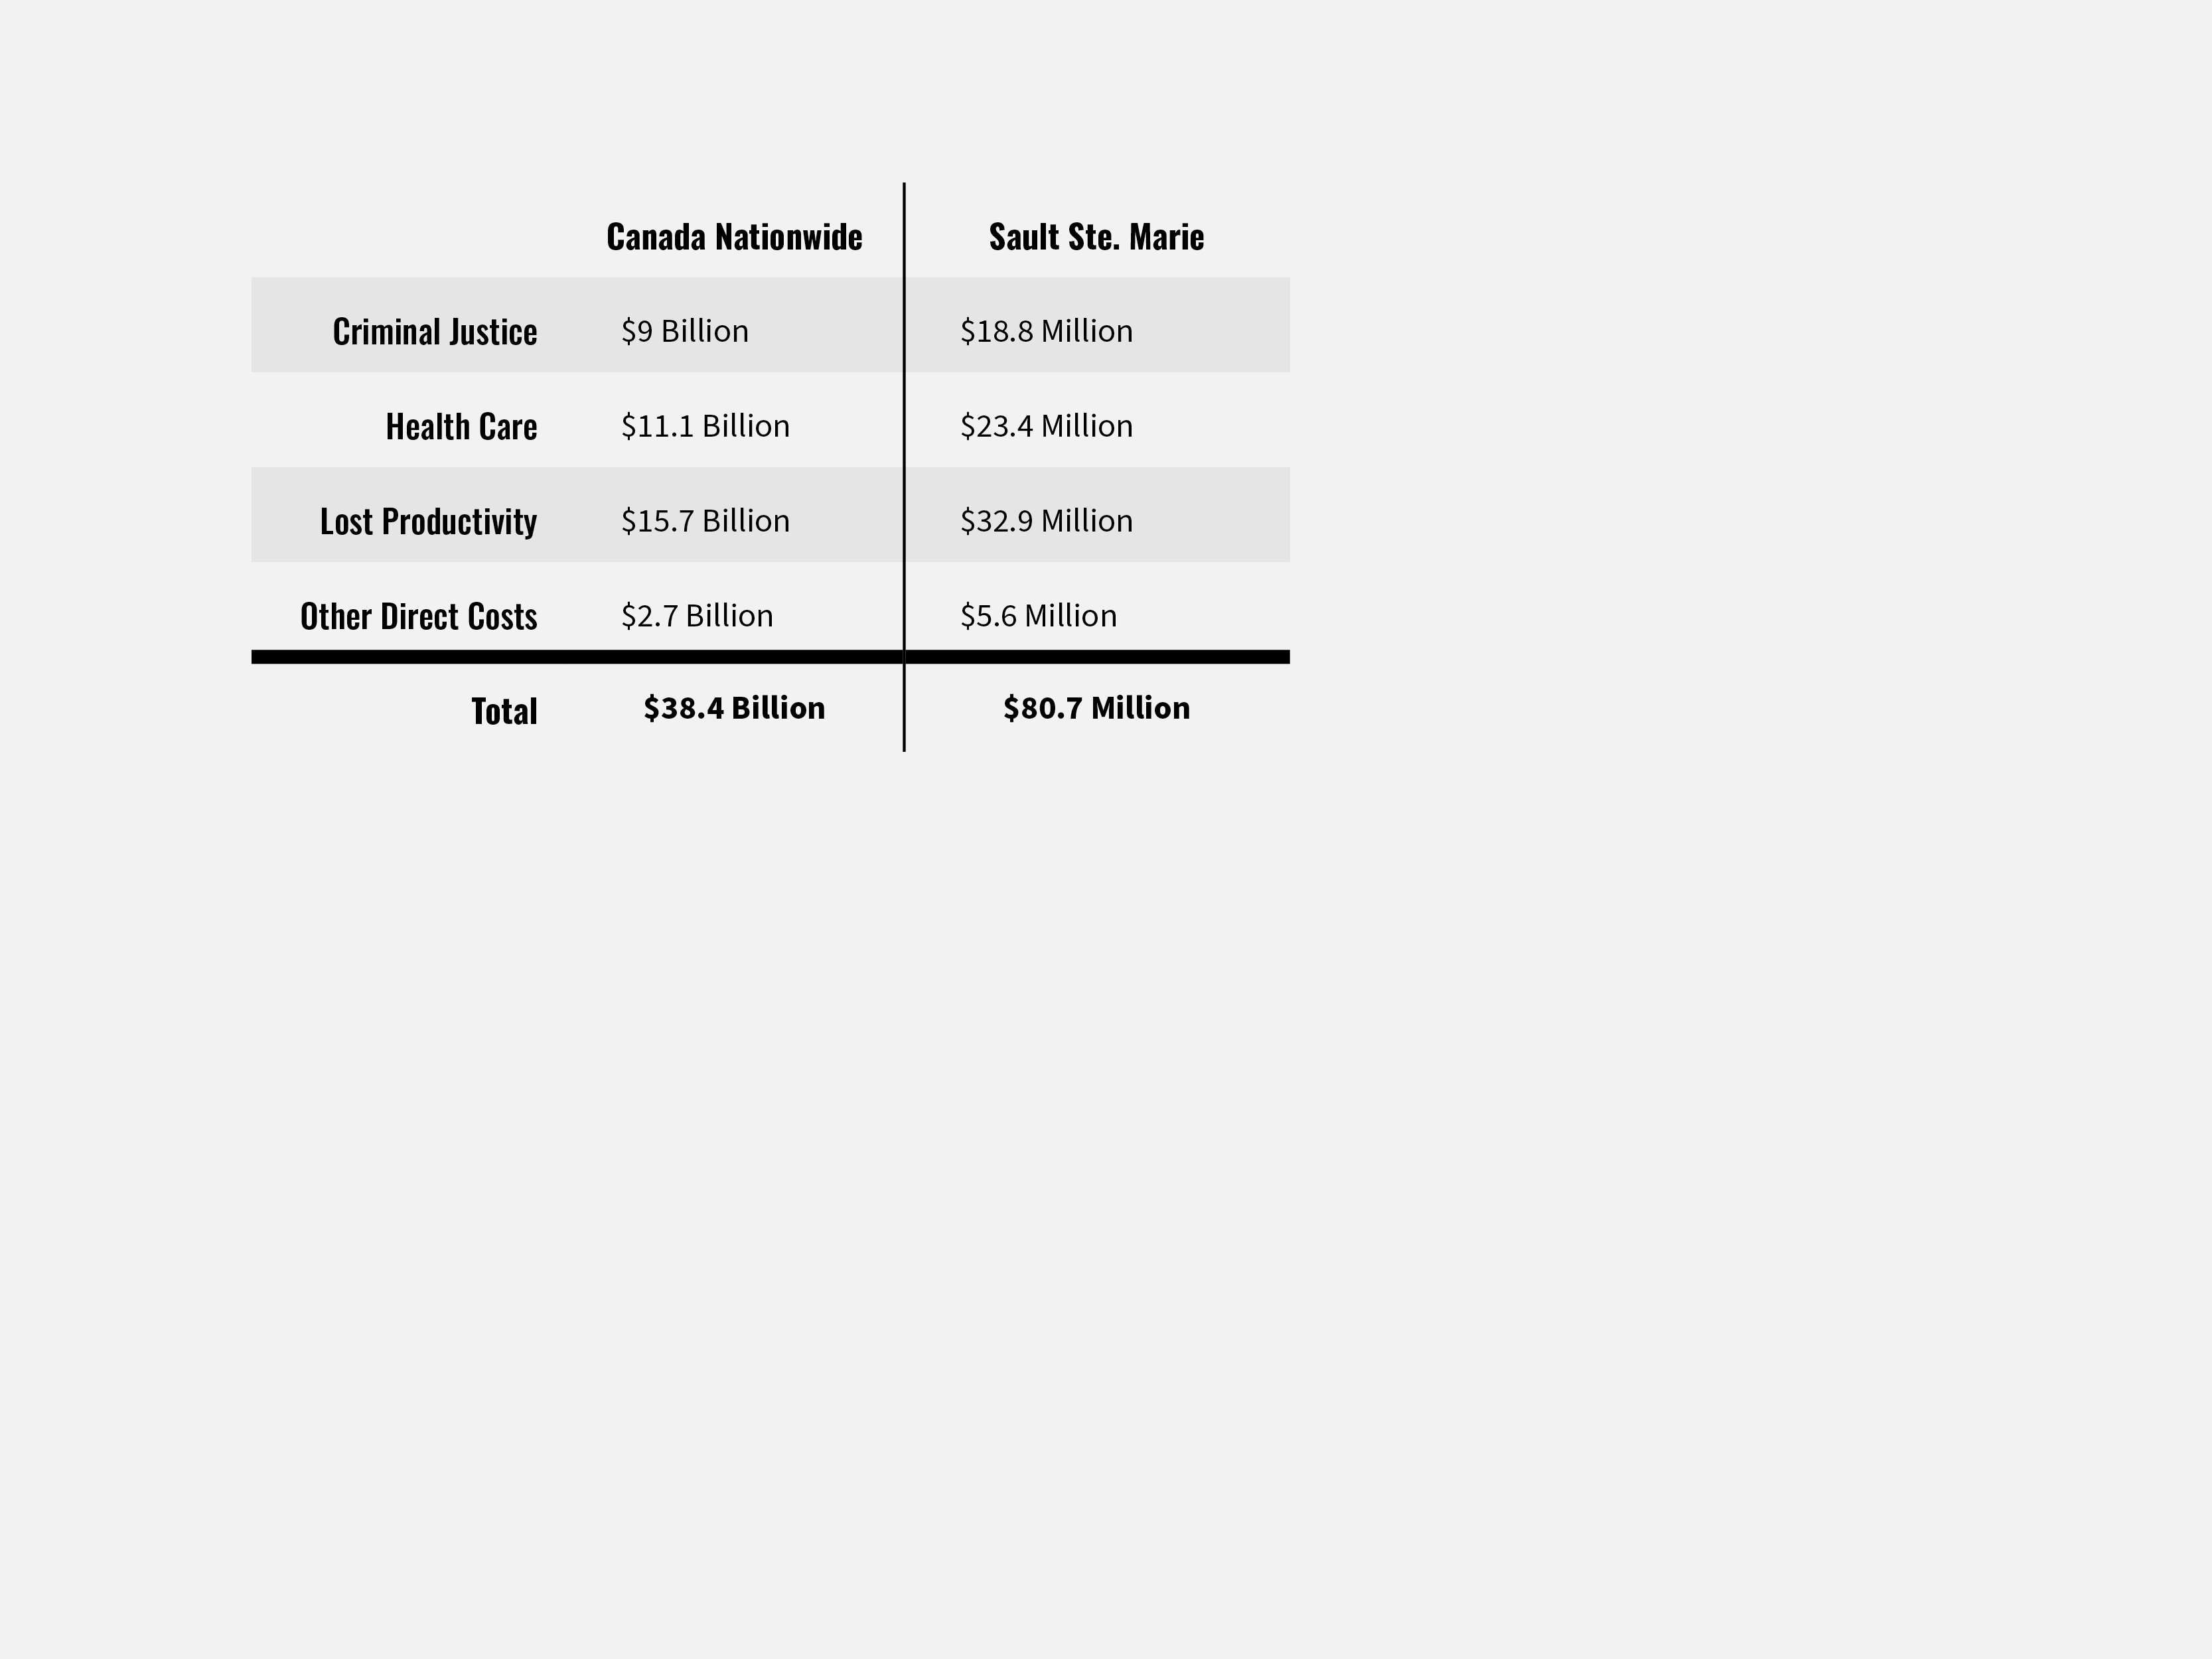 Canada Nationwide Sault Ste. Marie
Criminal Justice $9 Billion $18.8 Million
Health Care $11.1 Billion $23.4 Million
Lost Productivity $15.7 Billion $32.9 Million
Other Direct Costs $2.7 Billion $5.6 Million
Total $38.4 Billion $80.7 Million